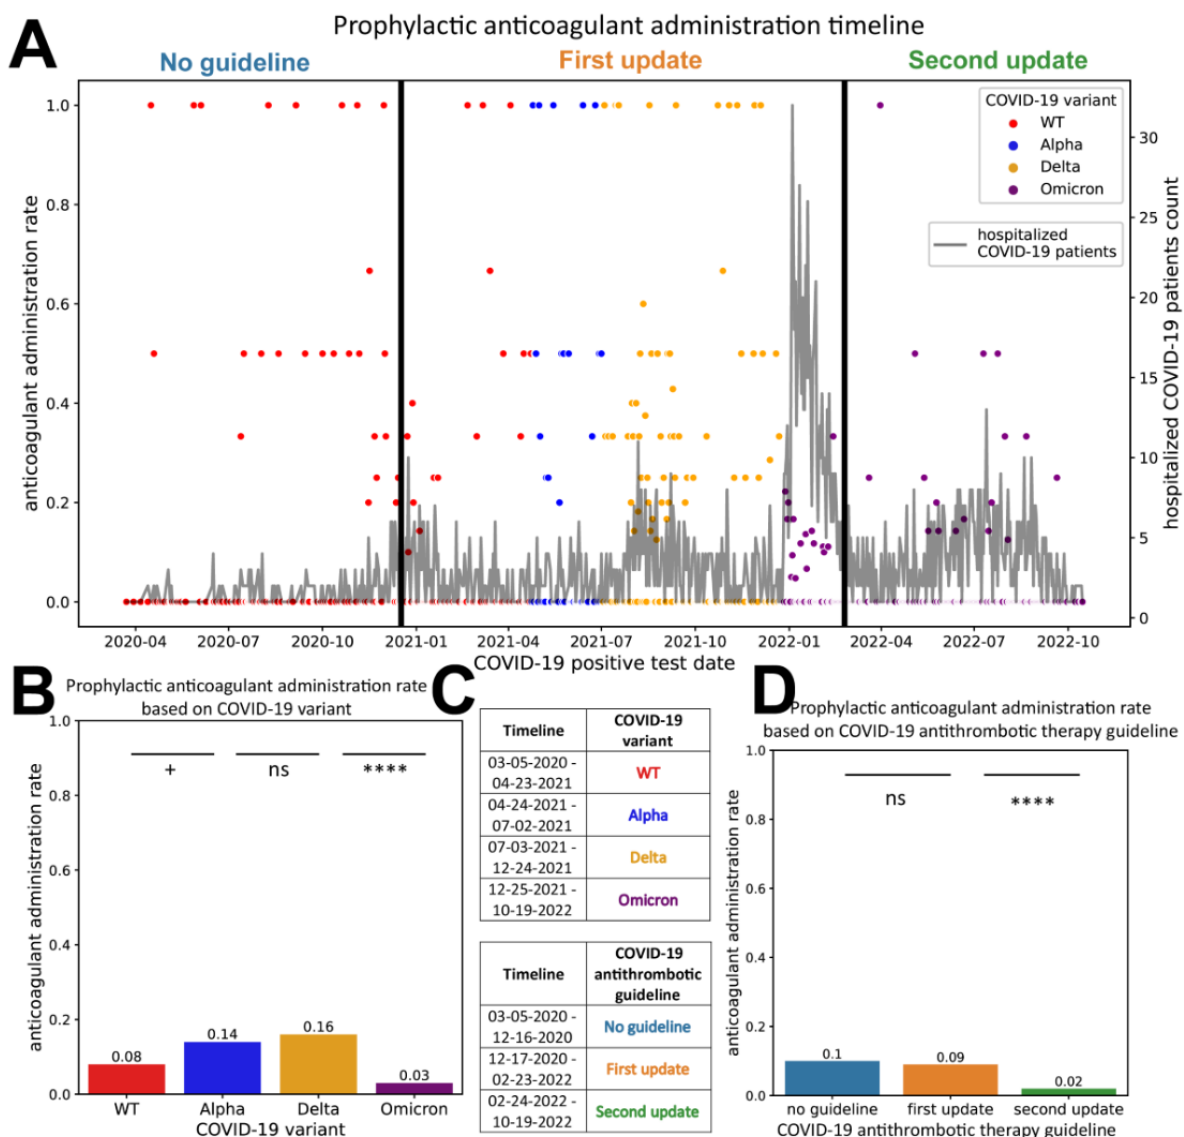 A
Prophylactic anticoagulant administration timeline
No guideline
First update
Second update
anticoagulant administration rate
1.0
0.8
0.6
0.4
0.2
0.0
COVID-19 variant
WT
Alpha
Delta
Omicron
hospitalized
COVID-19 patients
hospitalized COVID-19 patients count
30
25
20
15
10
5
0
2020-04
2020-07
2020-10
2021-01
2021-04
2021-07
2021-10
2022-01
2022-04
2022-07
2022-10
COVID-19 positive test date
B
Prophylactic anticoagulant administration rate
based on COVID-19 variant
anticoagulant administration rate
1.0
0.8
0.6
0.4
0.2
0.0
+
ns
****
0.08
0.14
0.16
0.03
WT
Alpha
Delta
Omicron
COVID-19 variant
C
Timeline
COVID-19
variant
03-05-2020 -
04-23-2021
WT
04-24-2021 -
07-02-2021
Alpha
07-03-2021 -
12-24-2021
Delta
12-25-2021 -
10-19-2022
Omicron
Timeline
COVID-19
antithrombotic
guideline
03-05-2020 -
12-16-2020
No guideline
12-17-2020 -
02-23-2022
First update
02-24-2022 -
10-19-2022
Second update
D
Prophylactic anticoagulant administration rate
based on COVID-19 antithrombotic therapy guideline
anticoagulant administration rate
1.0
0.8
0.6
0.4
0.2
0.0
ns
****
0.1
0.09
0.02
no guideline
first update
second update
COVID-19 antithrombotic therapy guideline